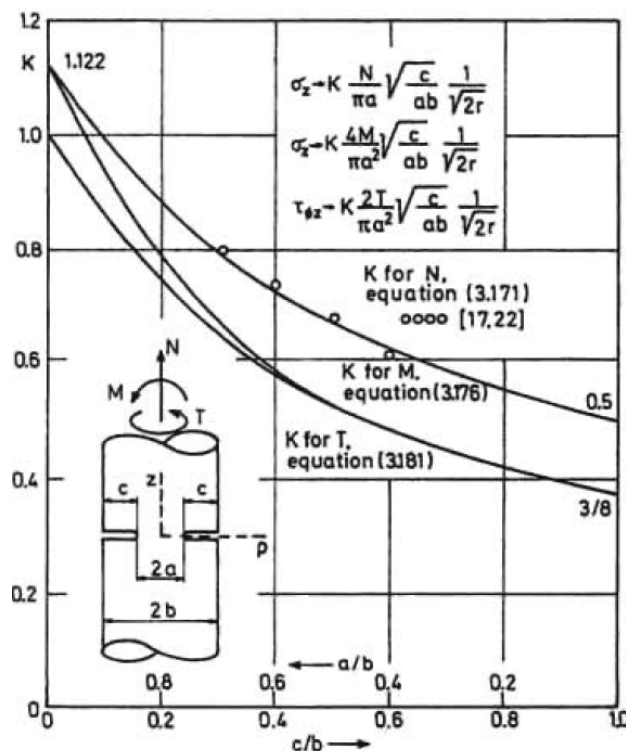 1.2
K
1.122
1.0
0.8
0.6
0.4
0.2
0
σz→K N/πa √c/ab 1/√2r
σz→K 4M/πa² √c/ab 1/√2r
τϕz→K 2T/πa² √c/ab 1/√2r
K for N,
equation (3.171)
oooo [17,22]
K for M,
equation(3.176)
0.5
K for T,
equation (3.181)
3/8
N
M
T
c
z
c
ρ
2a
2b
←a/b
0.8
0.6
0.4
0.2
0
0
0.2
0.4
0.6
0.8
1.0
c/b→